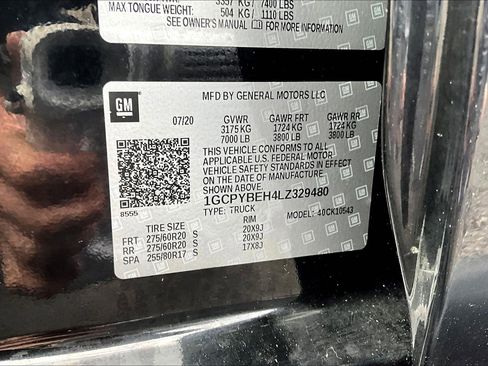 3357 KG / 7400 LBS
MAX TONGUE WEIGHT: 504 KG / 1110 LBS
SEE OWNER'S MANUAL
GM
MFD BY GENERAL MOTORS LLC
07/20 GVWR GAWR FRT GAWR RR
3175 KG 1724 KG 1724 KG
7000 LB 3800 LB 3800 LB
THIS VEHICLE CONFORMS TO ALL
APPLICABLE U.S. FEDERAL MOTOR
VEHICLE SAFETY STANDARDS IN EFFECT
ON THE DATE OF MANUFACTURE SHOWN
ABOVE.
1GCPYBEH4LZ329480
8555 TYPE: TRUCK MODEL: 4DCK10543
TIRE SIZE RIM
FRT 275/60R20 S 20X9J
RR 275/60R20 S 20X9J
SPA 255/80R17 S 17X8J